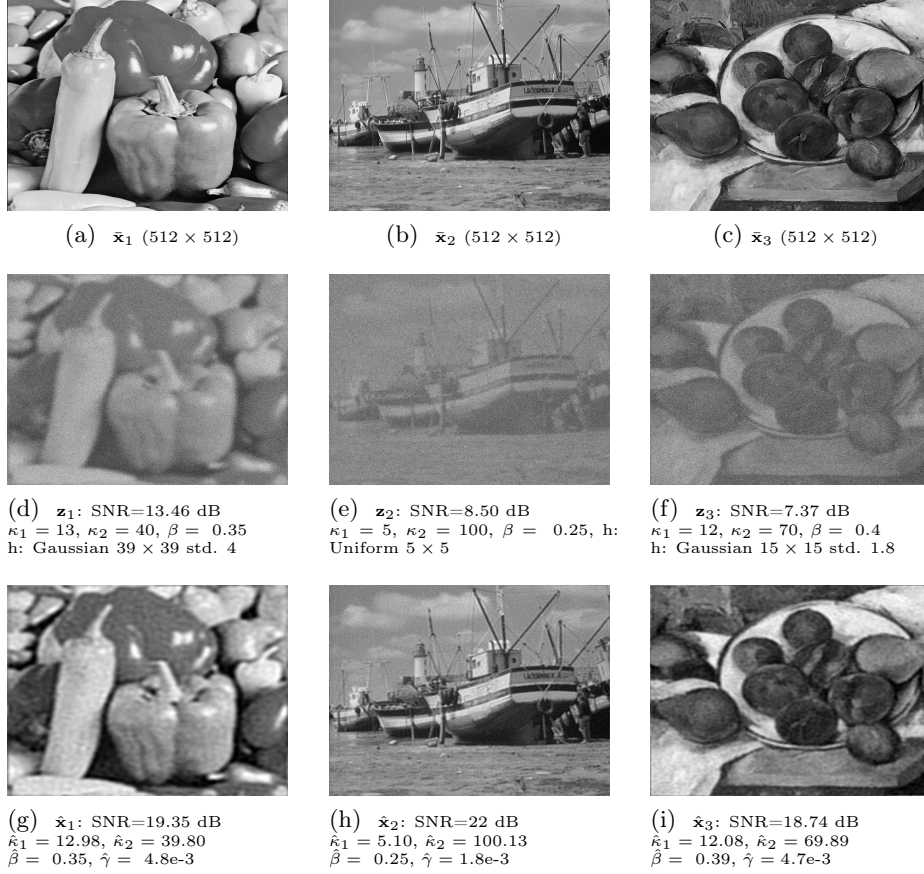 (a) x̄₁ (512 × 512)
(b) x̄₂ (512 × 512)
(c) x̄₃ (512 × 512)
(d) z₁: SNR=13.46 dB
κ₁ = 13, κ₂ = 40, β = 0.35
h: Gaussian 39 × 39 std. 4
(e) z₂: SNR=8.50 dB
κ₁ = 5, κ₂ = 100, β = 0.25, h:
Uniform 5 × 5
(f) z₃: SNR=7.37 dB
κ₁ = 12, κ₂ = 70, β = 0.4
h: Gaussian 15 × 15 std. 1.8
(g) x̂₁: SNR=19.35 dB
κ̂₁ = 12.98, κ̂₂ = 39.80
β̂ = 0.35, γ̂ = 4.8e-3
(h) x̂₂: SNR=22 dB
κ̂₁ = 5.10, κ̂₂ = 100.13
β̂ = 0.25, γ̂ = 1.8e-3
(i) x̂₃: SNR=18.74 dB
κ̂₁ = 12.08, κ̂₂ = 69.89
β̂ = 0.39, γ̂ = 4.7e-3